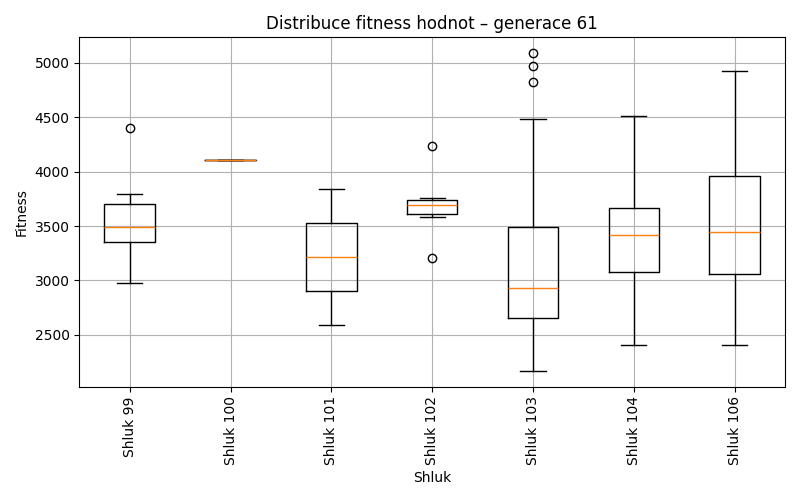 Distribuce fitness hodnot – generace 61
Fitness
5000
4500
4000
3500
3000
2500
Shluk 99
Shluk 100
Shluk 101
Shluk 102
Shluk 103
Shluk 104
Shluk 106
Shluk